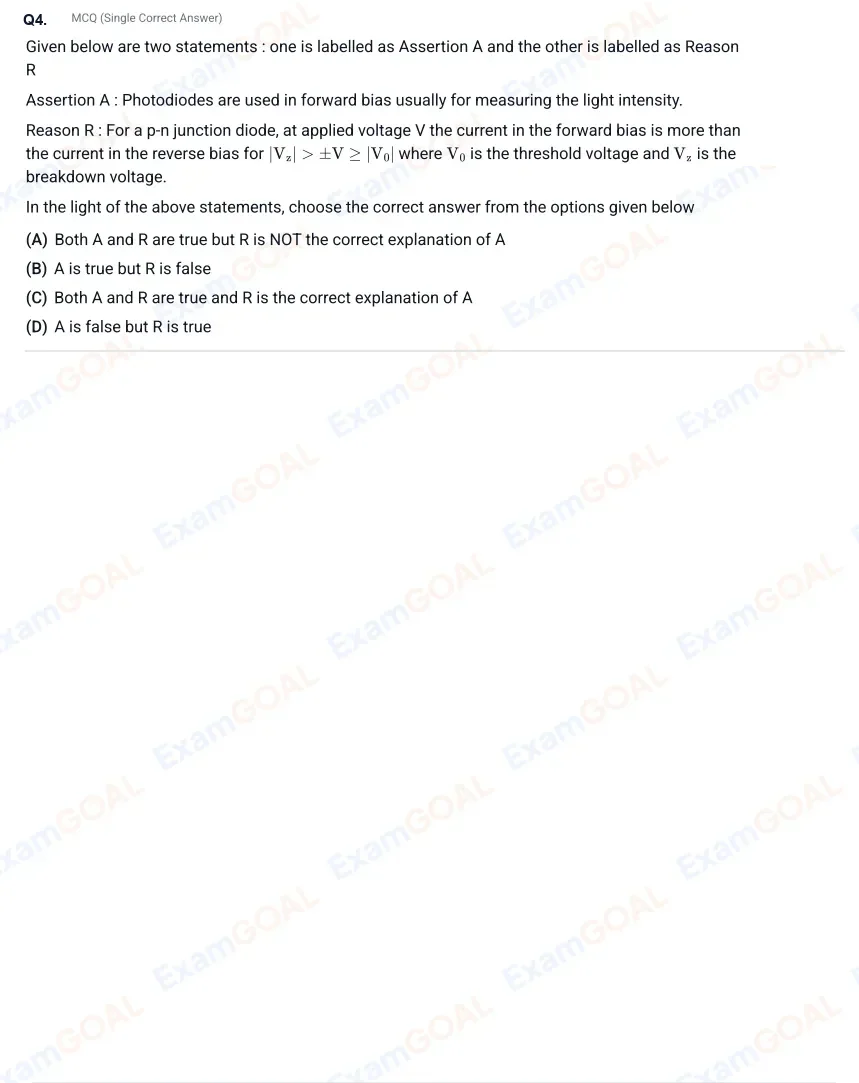 Q4. MCQ (Single Correct Answer)
Given below are two statements : one is labelled as Assertion A and the other is labelled as Reason
R
Assertion A : Photodiodes are used in forward bias usually for measuring the light intensity.
Reason R : For a p-n junction diode, at applied voltage V the current in the forward bias is more than
the current in the reverse bias for |V_z| > ±V ≥ |V_0| where V_0 is the threshold voltage and V_z is the
breakdown voltage.
In the light of the above statements, choose the correct answer from the options given below
(A) Both A and R are true but R is NOT the correct explanation of A
(B) A is true but R is false
(C) Both A and R are true and R is the correct explanation of A
(D) A is false but R is true
ExamGOAL